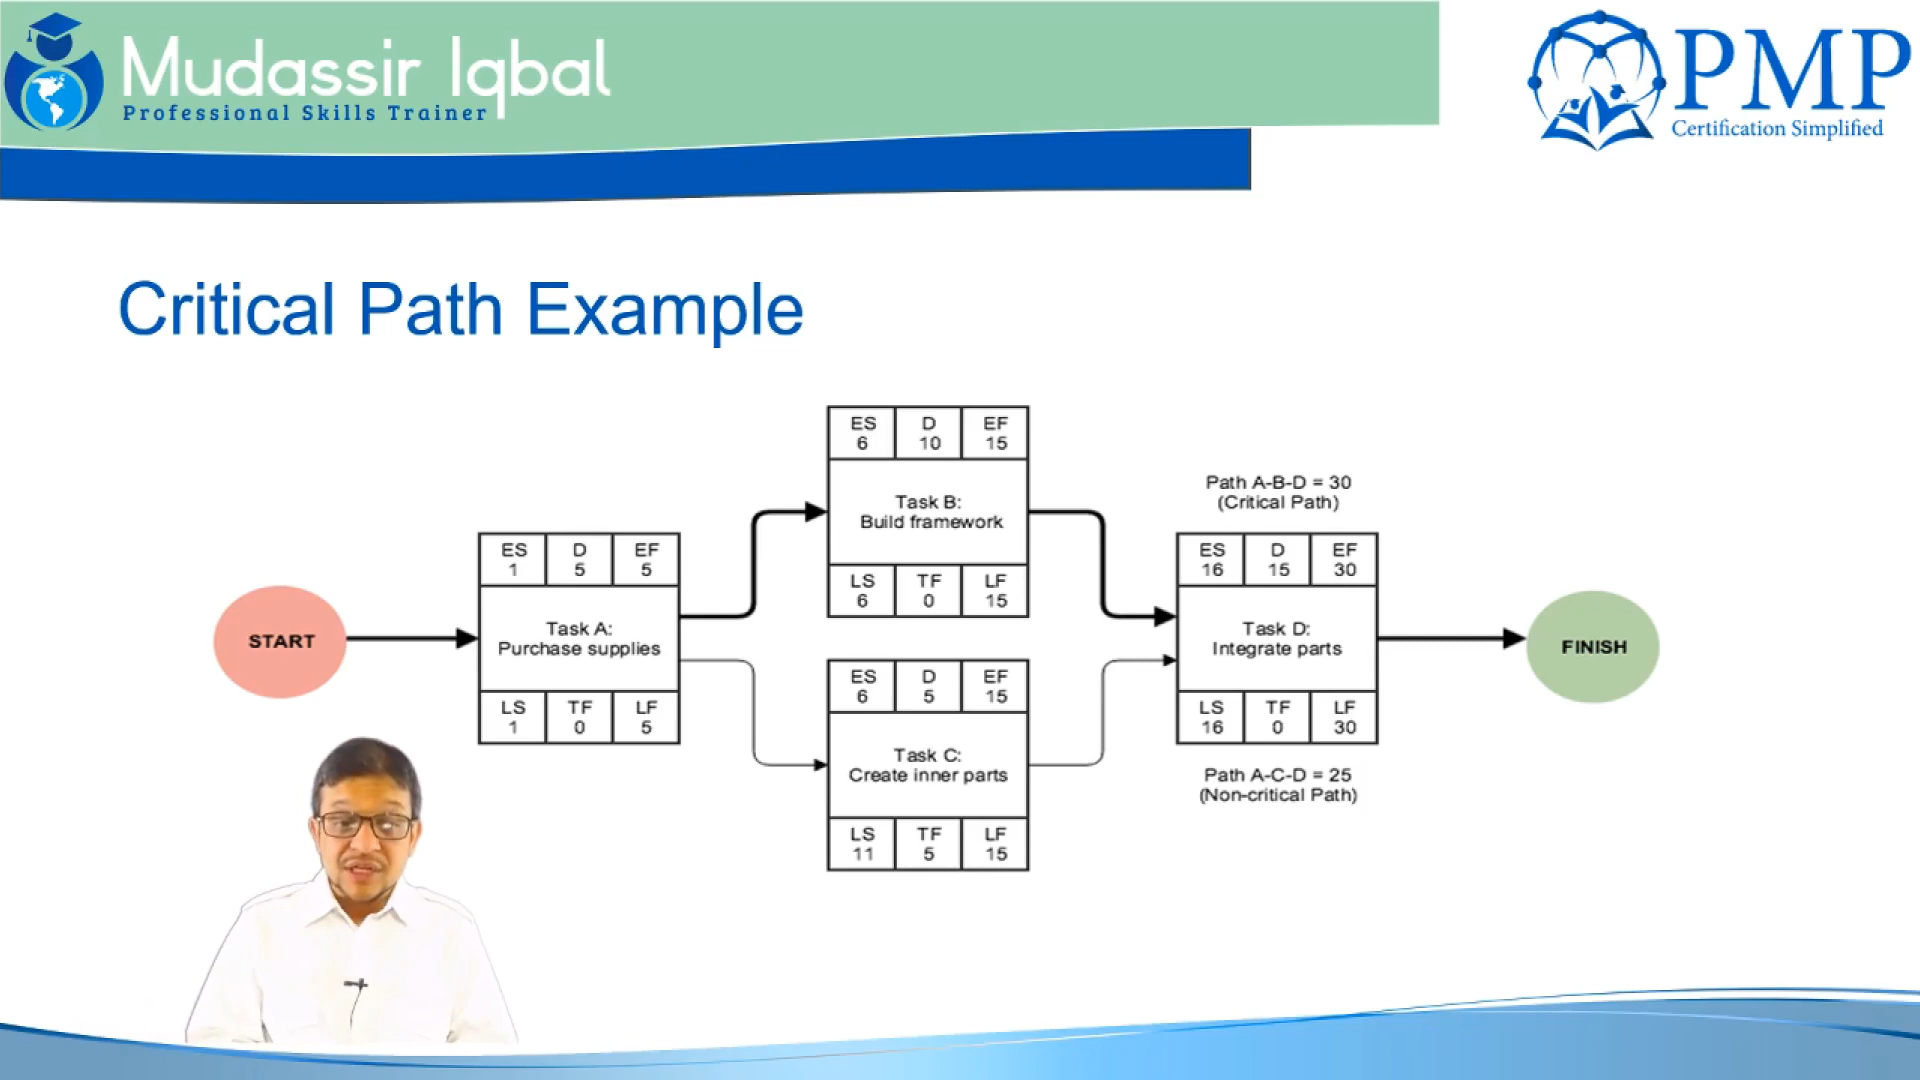 Mudassir Iqbal
Professional Skills Trainer
PMP
Certification Simplified
Critical Path Example
START
ES 1
D 5
EF 5
Task A:
Purchase supplies
LS 1
TF 0
LF 5
ES 6
D 10
EF 15
Task B:
Build framework
LS 6
TF 0
LF 15
ES 6
D 5
EF 15
Task C:
Create inner parts
LS 11
TF 5
LF 15
Path A-B-D = 30
(Critical Path)
ES 16
D 15
EF 30
Task D:
Integrate parts
LS 16
TF 0
LF 30
Path A-C-D = 25
(Non-critical Path)
FINISH